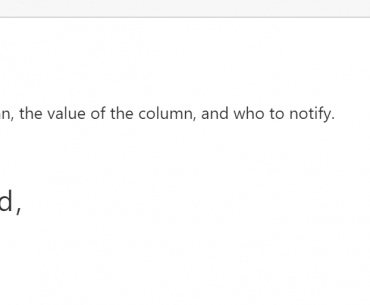 n, the value of the column, and who to notify.
d,